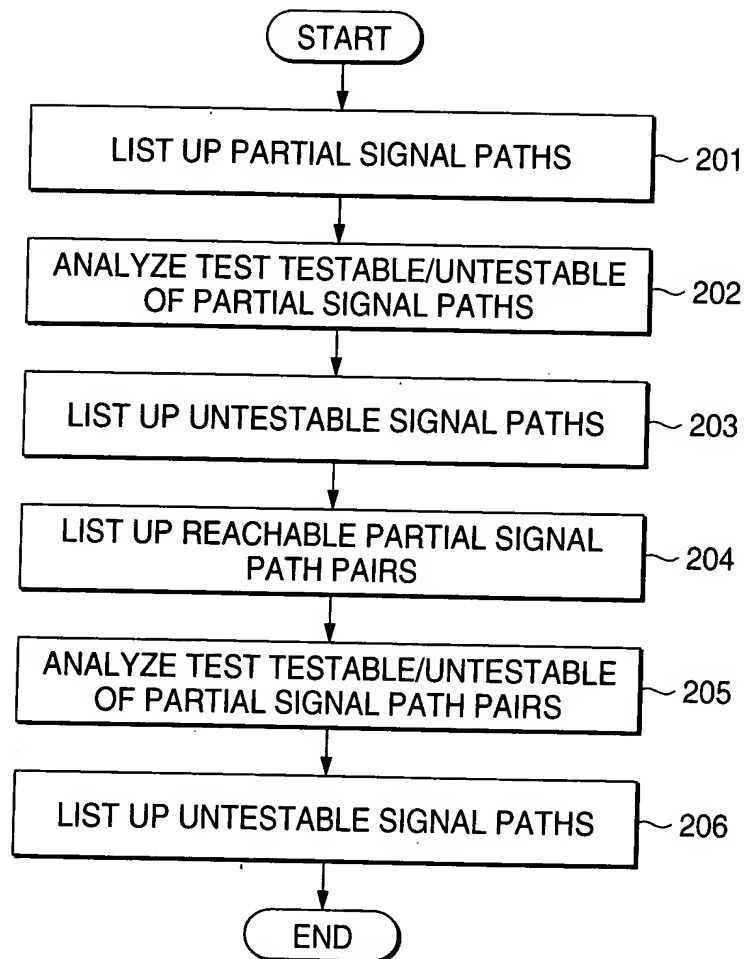 START
LIST UP PARTIAL SIGNAL PATHS
201
ANALYZE TEST TESTABLE/UNTESTABLE
OF PARTIAL SIGNAL PATHS
202
LIST UP UNTESTABLE SIGNAL PATHS
203
LIST UP REACHABLE PARTIAL SIGNAL
PATH PAIRS
204
ANALYZE TEST TESTABLE/UNTESTABLE
OF PARTIAL SIGNAL PATH PAIRS
205
LIST UP UNTESTABLE SIGNAL PATHS
206
END